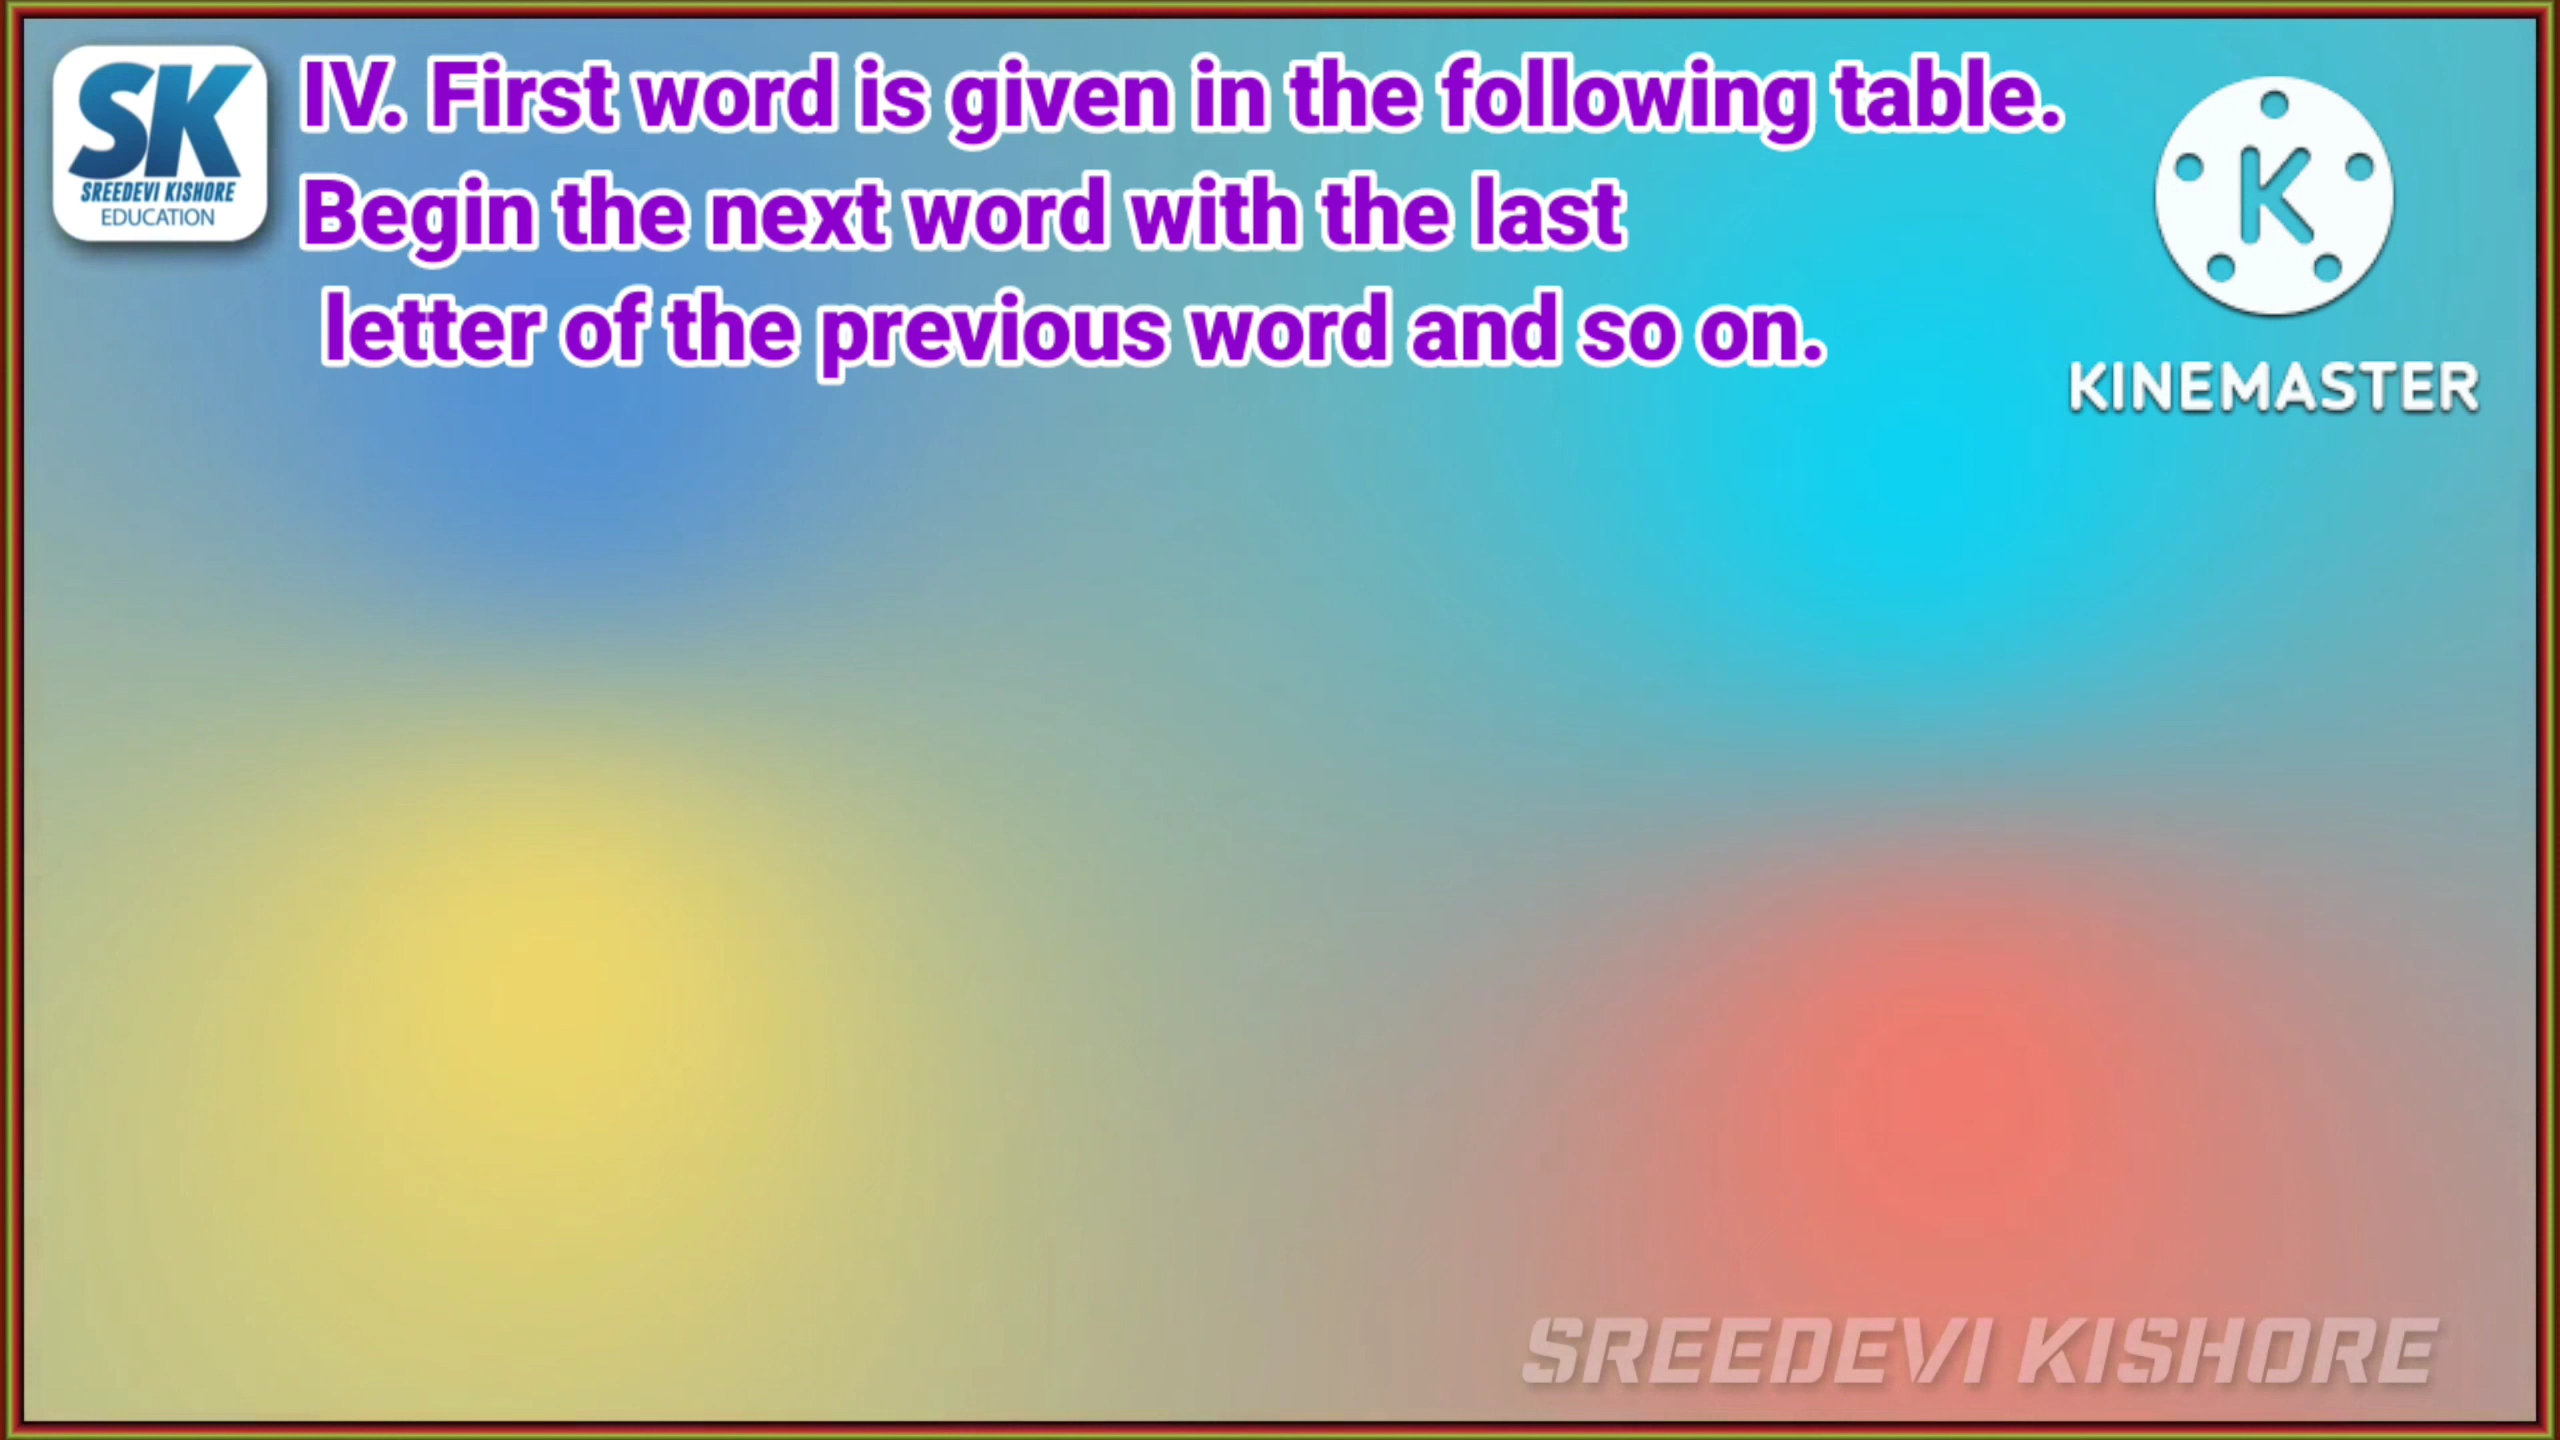 SK
SREEDEVI KISHORE
EDUCATION
IV. First word is given in the following table.
Begin the next word with the last
letter of the previous word and so on.
K
KINEMASTER
SREEDEVI KISHORE